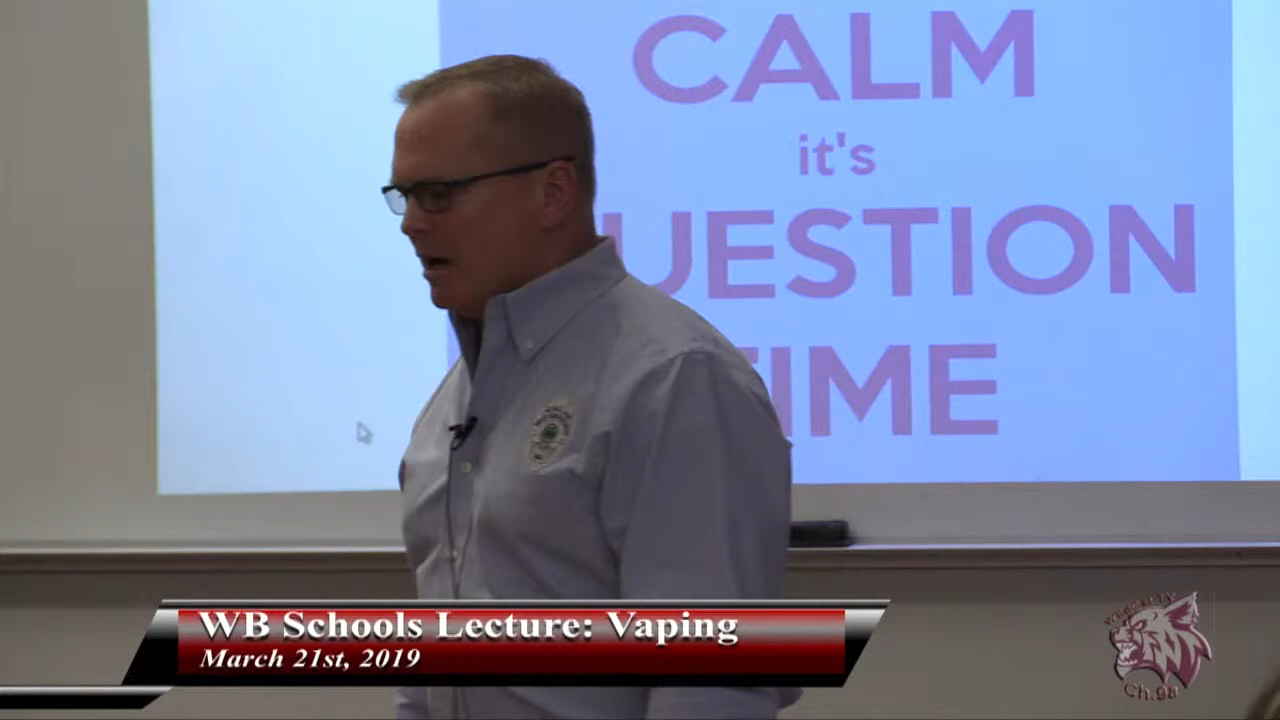 CALM
it's
UESTION
IME
WB Schools Lecture: Vaping
March 21st, 2019
Ch.98